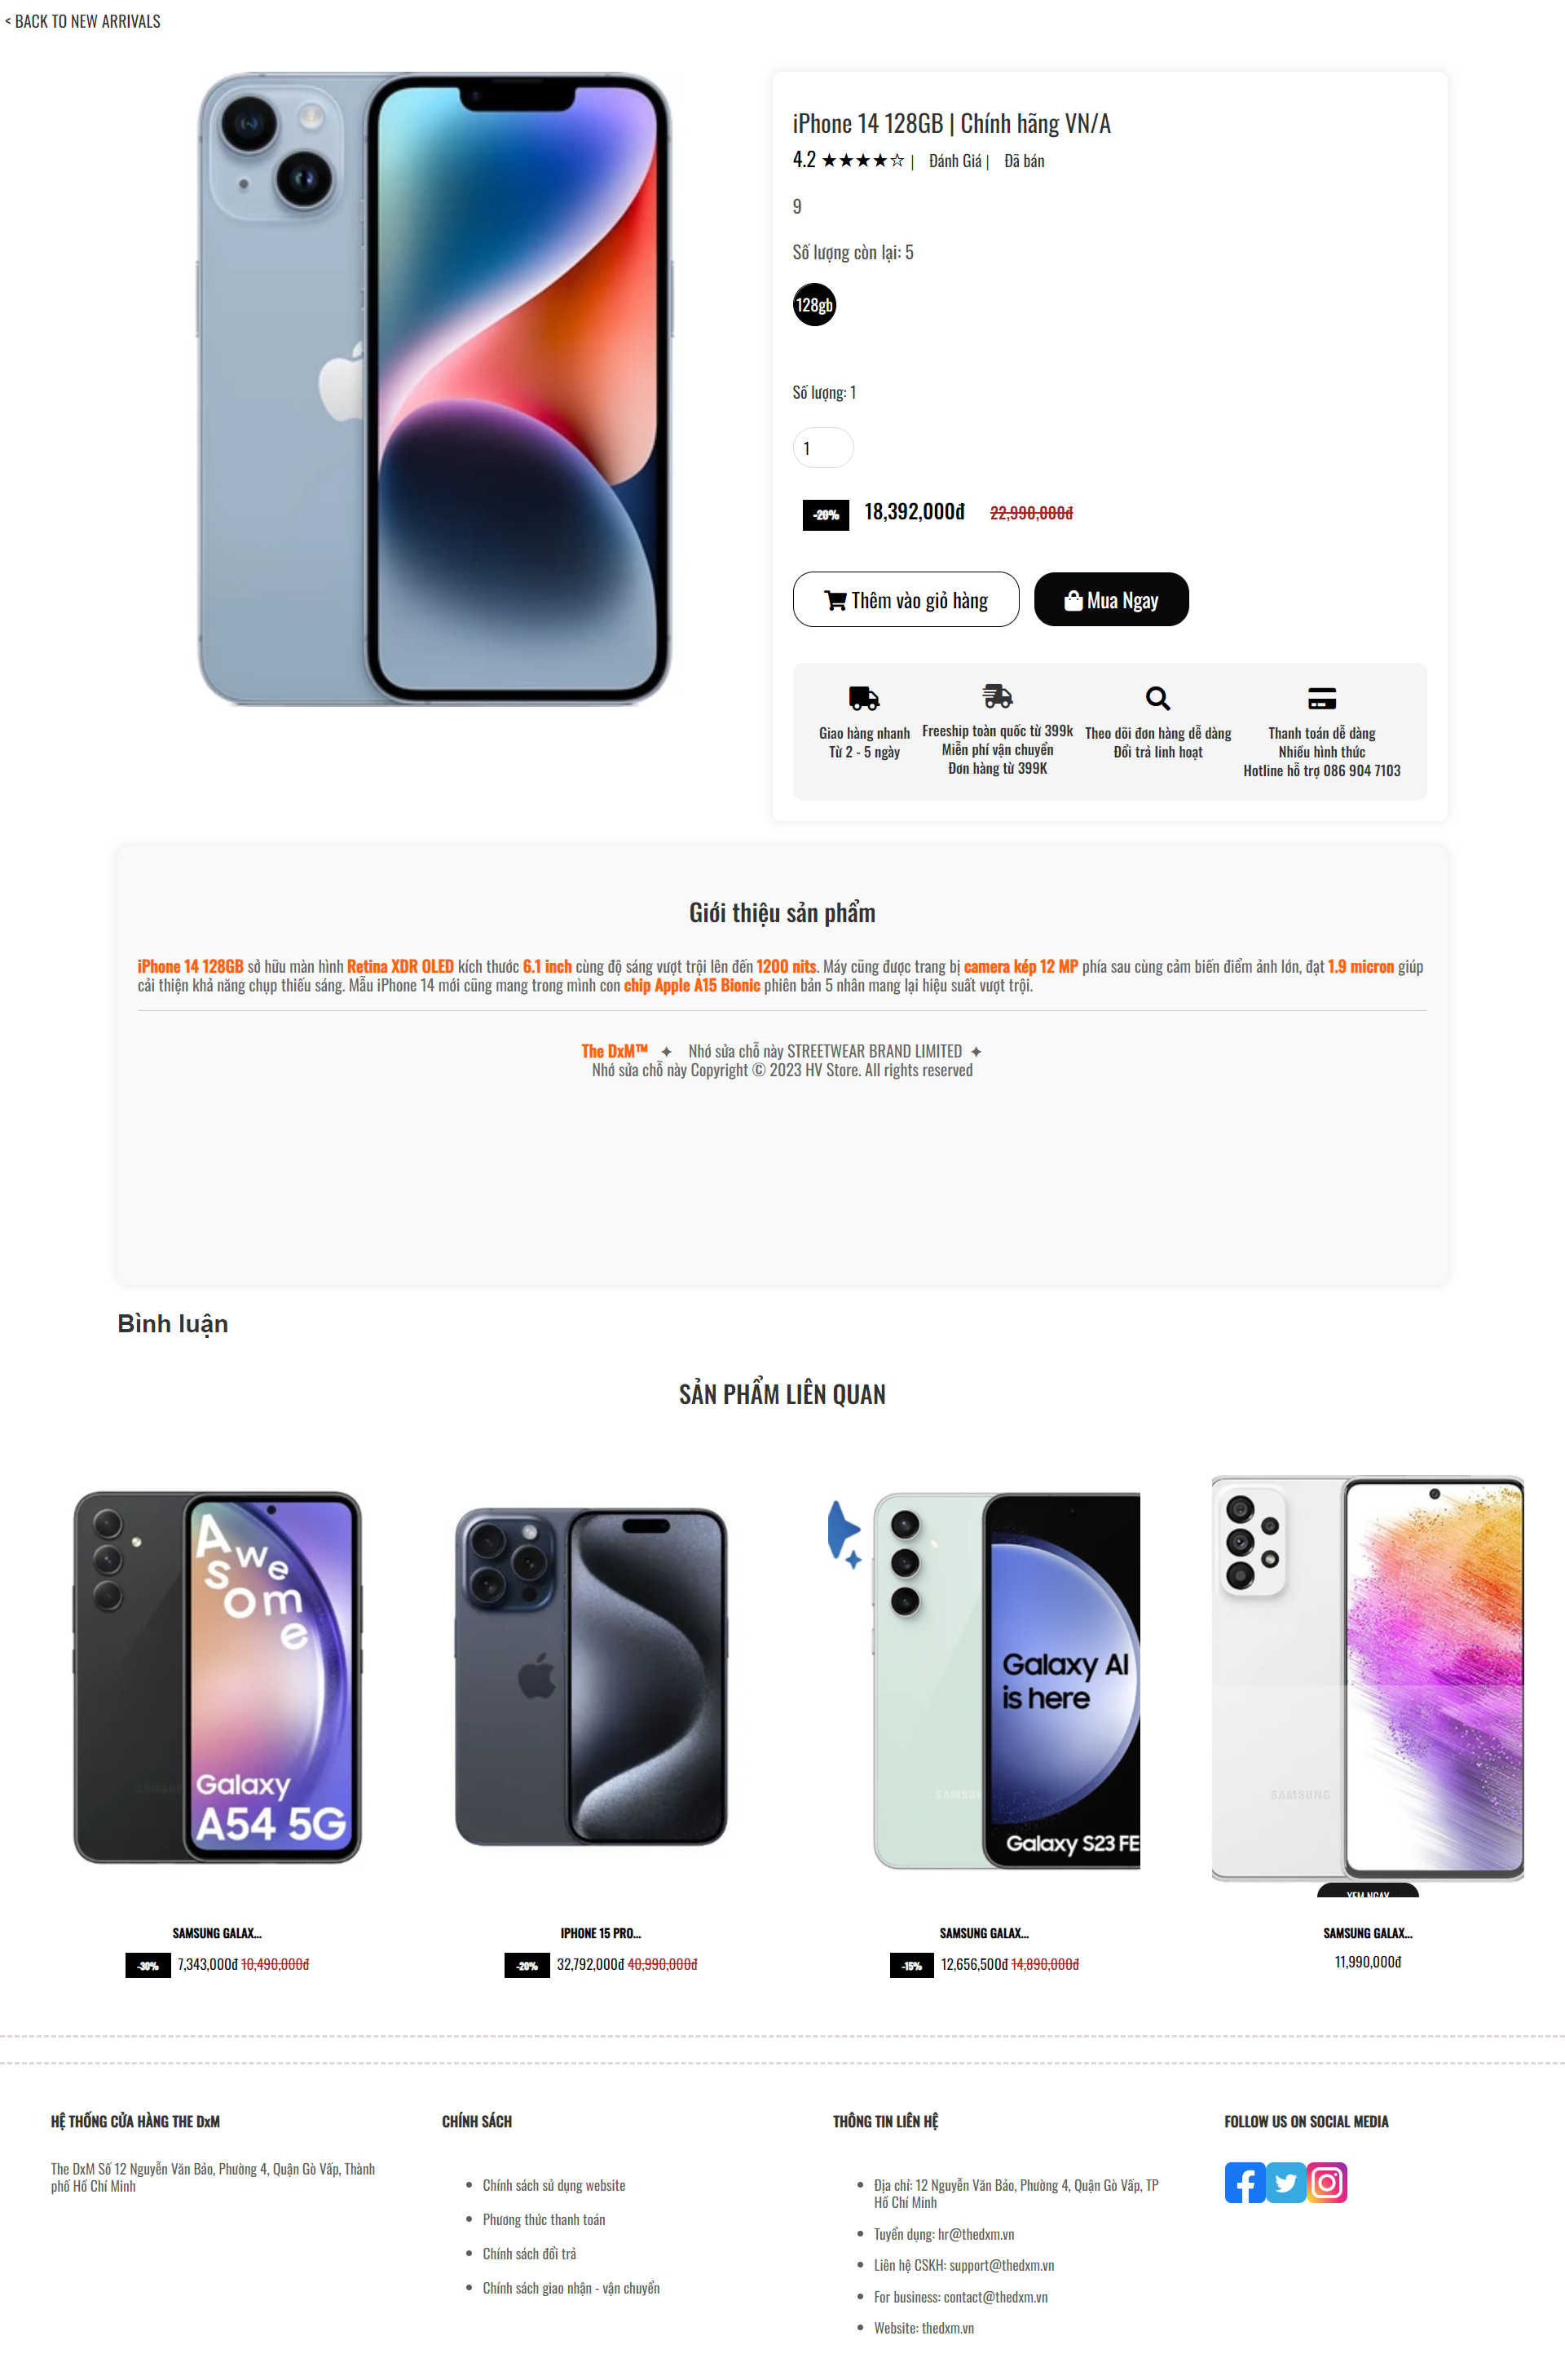 < BACK TO NEW ARRIVALS
iPhone 14 128GB | Chính hãng VN/A
4.2 ★★★★☆ | Đánh Giá | Đã bán
9
Số lượng còn lại: 5
128gb
Số lượng: 1
1
-20% 18,392,000đ 22,990,000đ
Thêm vào giỏ hàng
Mua Ngay
Giao hàng nhanh
Từ 2 - 5 ngày
Freeship toàn quốc từ 399k
Miễn phí vận chuyển
Đơn hàng từ 399K
Theo dõi đơn hàng dễ dàng
Đổi trả linh hoạt
Thanh toán dễ dàng
Nhiều hình thức
Hotline hỗ trợ 086 904 7103
Giới thiệu sản phẩm
iPhone 14 128GB sở hữu màn hình Retina XDR OLED kích thước 6.1 inch cùng độ sáng vượt trội lên đến 1200 nits. Máy cũng được trang bị camera kép 12 MP phía sau cùng cảm biến điểm ảnh lớn, đạt 1.9 micron giúp
cải thiện khả năng chụp thiếu sáng. Mẫu iPhone 14 mới cũng mang trong mình con chip Apple A15 Bionic phiên bản 5 nhân mang lại hiệu suất vượt trội.
The DxM™ ✦ Nhớ sửa chỗ này STREETWEAR BRAND LIMITED ✦
Nhớ sửa chỗ này Copyright © 2023 HV Store. All rights reserved
Bình luận
SẢN PHẨM LIÊN QUAN
Awesome
SAMSUNG
Galaxy
A54 5G
SAMSUNG GALAX...
-30% 7,343,000đ 10,490,000đ
IPHONE 15 PRO...
-20% 32,792,000đ 40,990,000đ
Galaxy AI
is here
SAMSUN
Galaxy S23 FE
SAMSUNG GALAX...
-15% 12,656,500đ 14,890,000đ
SAMSUNG
XEM NGAY
SAMSUNG GALAX...
11,990,000đ
HỆ THỐNG CỬA HÀNG THE DxM
The DxM Số 12 Nguyễn Văn Bảo, Phường 4, Quận Gò Vấp, Thành
phố Hồ Chí Minh
CHÍNH SÁCH
Chính sách sử dụng website
Phương thức thanh toán
Chính sách đổi trả
Chính sách giao nhận - vận chuyển
THÔNG TIN LIÊN HỆ
Địa chỉ: 12 Nguyễn Văn Bảo, Phường 4, Quận Gò Vấp, TP
Hồ Chí Minh
Tuyển dụng: hr@thedxm.vn
Liên hệ CSKH: support@thedxm.vn
For business: contact@thedxm.vn
Website: thedxm.vn
FOLLOW US ON SOCIAL MEDIA